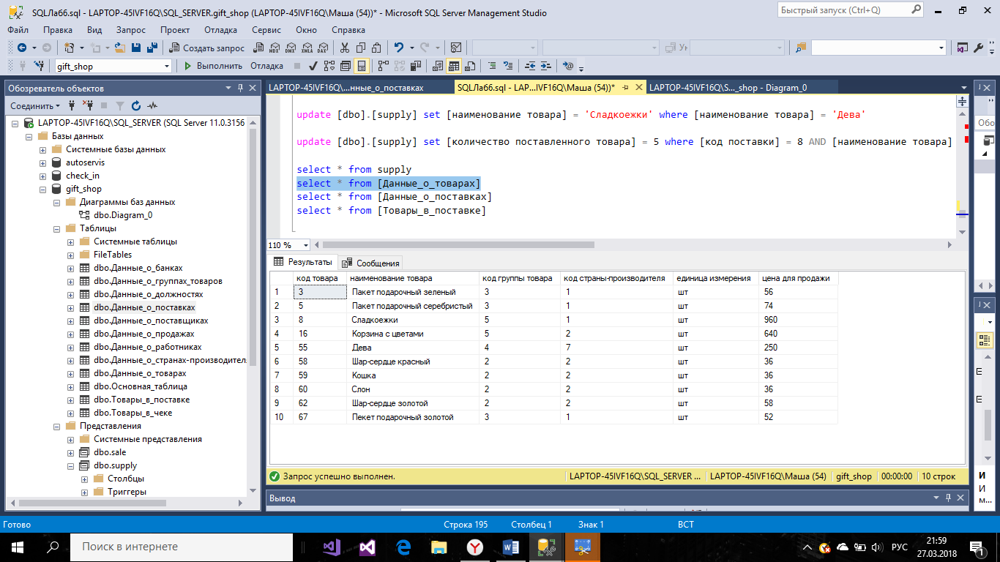 SQLЛа66.sql - LAPTOP-45IVF16Q\SQL_SERVER.gift_shop (LAPTOP-45IVF16Q\Маша (54))* - Microsoft SQL Server Management Studio
Быстрый запуск (Ctrl+Q)
Файл Правка Вид Запрос Проект Отладка Сервис Окно Справка
Создать запрос
gift_shop Выполнить Отладка
Обозреватель объектов
LAPTOP-45IVF16Q\...нные_о_поставках SQLЛа66.sql - LAP...IVF16Q\Маша (54))* LAPTOP-45IVF16Q\S..._shop - Diagram_0
Соединить
LAPTOP-45IVF16Q\SQL_SERVER (SQL Server 11.0.3156
Базы данных
Системные базы данных
autoservis
check_in
gift_shop
Диаграммы баз данных
dbo.Diagram_0
Таблицы
Системные таблицы
FileTables
dbo.Данные_о_банках
dbo.Данные_о_группах_товаров
dbo.Данные_о_должностях
dbo.Данные_о_поставках
dbo.Данные_о_поставщиках
dbo.Данные_о_продажах
dbo.Данные_о_работниках
dbo.Данные_о_странах-производител
dbo.Данные_о_товарах
dbo.Основная_таблица
dbo.Товары_в_поставке
dbo.Товары_в_чеке
Представления
Системные представления
dbo.sale
dbo.supply
Столбцы
Триггеры
update [dbo].[supply] set [наименование товара] = 'Сладкоежки' where [наименование товара] = 'Дева'
update [dbo].[supply] set [количество поставленного товара] = 5 where [код поставки] = 8 AND [наименование товара]
select * from supply
select * from [Данные_о_товарах]
select * from [Данные_о_поставках]
select * from [Товары_в_поставке]
110 %
Результаты Сообщения
код товара наименование товара код группы товара код страны-производителя единица измерения цена для продажи
1 3 Пакет подарочный зеленый 3 1 шт 56
2 5 Пакет подарочный серебристый 3 1 шт 74
3 8 Сладкоежки 5 1 шт 960
4 16 Корзина с цветами 5 2 шт 640
5 55 Дева 4 7 шт 250
6 58 Шар-сердце красный 2 2 шт 36
7 59 Кошка 2 2 шт 36
8 60 Слон 2 2 шт 36
9 62 Шар-сердце золотой 2 2 шт 58
10 67 Пекет подарочный золотой 3 1 шт 52
Запрос успешно выполнен. LAPTOP-45IVF16Q\SQL_SERVER ... LAPTOP-45IVF16Q\Маша (54) gift_shop 00:00:00 10 строк
Вывод
Обо
И
И
м...
Готово Строка 195 Столбец 1 Знак 1 ВСТ
Поиск в интернете
РУС
21:59
27.03.2018
1